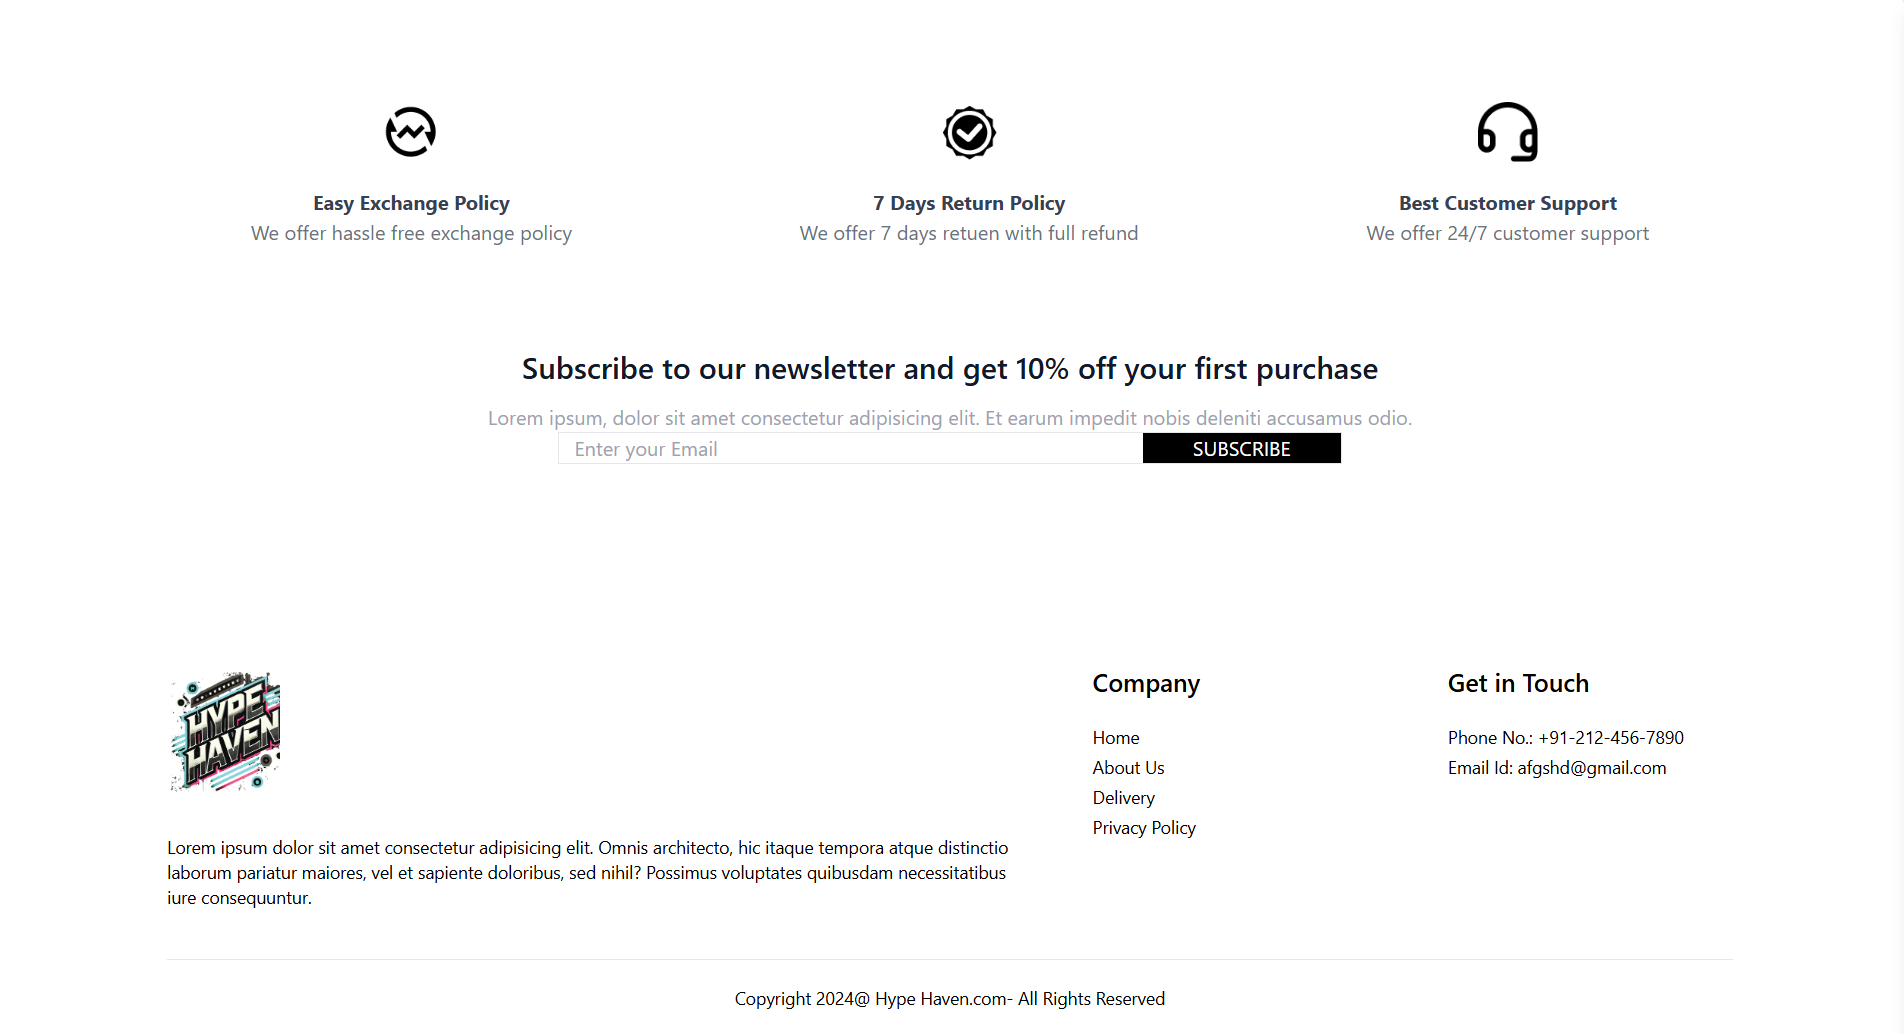 Easy Exchange Policy
We offer hassle free exchange policy
7 Days Return Policy
We offer 7 days retuen with full refund
Best Customer Support
We offer 24/7 customer support
Subscribe to our newsletter and get 10% off your first purchase
Lorem ipsum, dolor sit amet consectetur adipisicing elit. Et earum impedit nobis deleniti accusamus odio.
Enter your Email
SUBSCRIBE
HYPE
HAVEN
Lorem ipsum dolor sit amet consectetur adipisicing elit. Omnis architecto, hic itaque tempora atque distinctio
laborum pariatur maiores, vel et sapiente doloribus, sed nihil? Possimus voluptates quibusdam necessitatibus
iure consequuntur.
Company
Home
About Us
Delivery
Privacy Policy
Get in Touch
Phone No.: +91-212-456-7890
Email Id: afgshd@gmail.com
Copyright 2024@ Hype Haven.com- All Rights Reserved